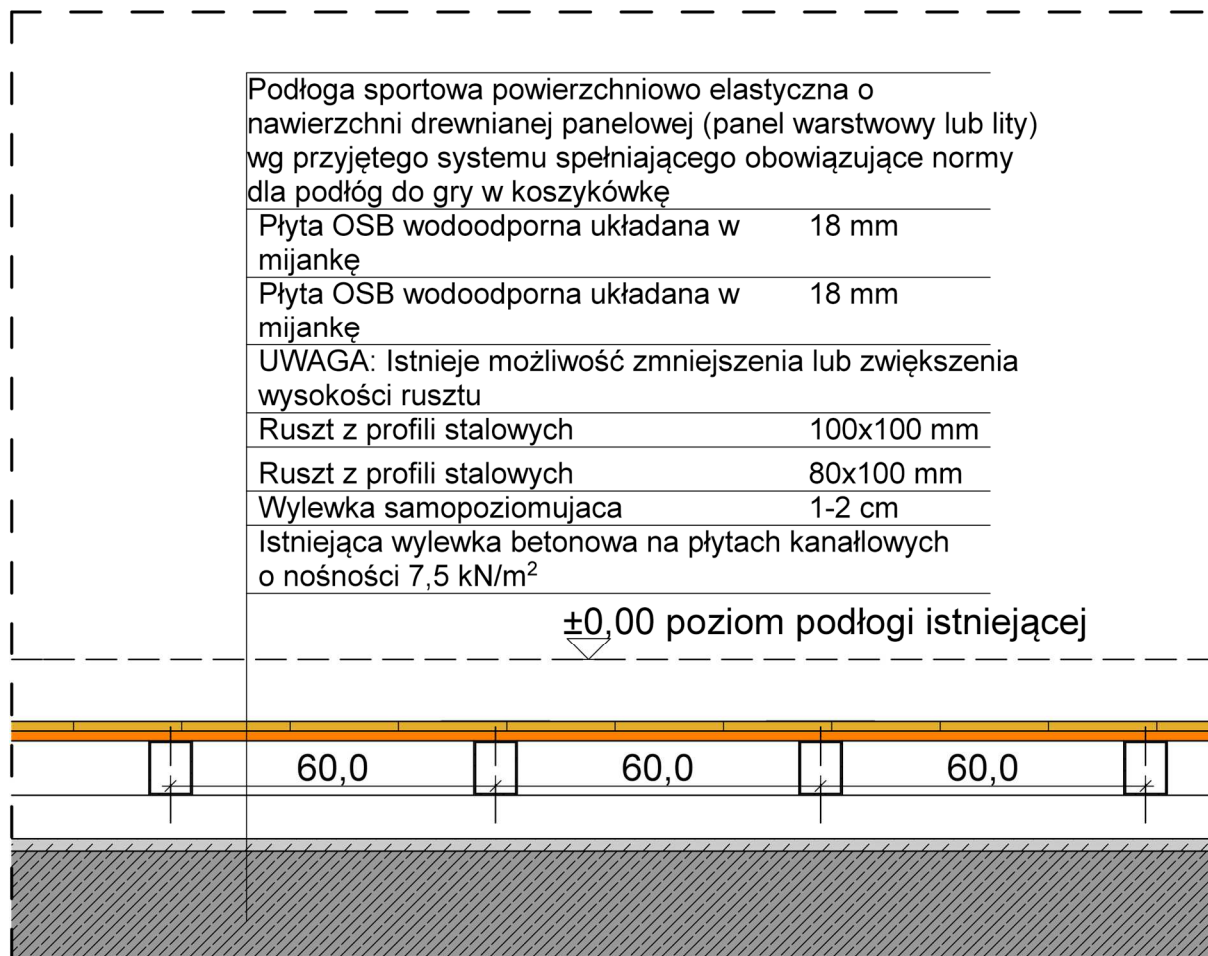 Podłoga sportowa powierzchniowo elastyczna o
nawierzchni drewnianej panelowej (panel warstwowy lub lity)
wg przyjętego systemu spełniającego obowiązujące normy
dla podłóg do gry w koszykówkę
Płyta OSB wodoodporna układana w 18 mm
mijankę
Płyta OSB wodoodporna układana w 18 mm
mijankę
UWAGA: Istnieje możliwość zmniejszenia lub zwiększenia
wysokości rusztu
Ruszt z profili stalowych 100x100 mm
Ruszt z profili stalowych 80x100 mm
Wylewka samopoziomujaca 1-2 cm
Istniejąca wylewka betonowa na płytach kanałlowych
o nośności 7,5 kN/m²
±0,00 poziom podłogi istniejącej
60,0 60,0 60,0